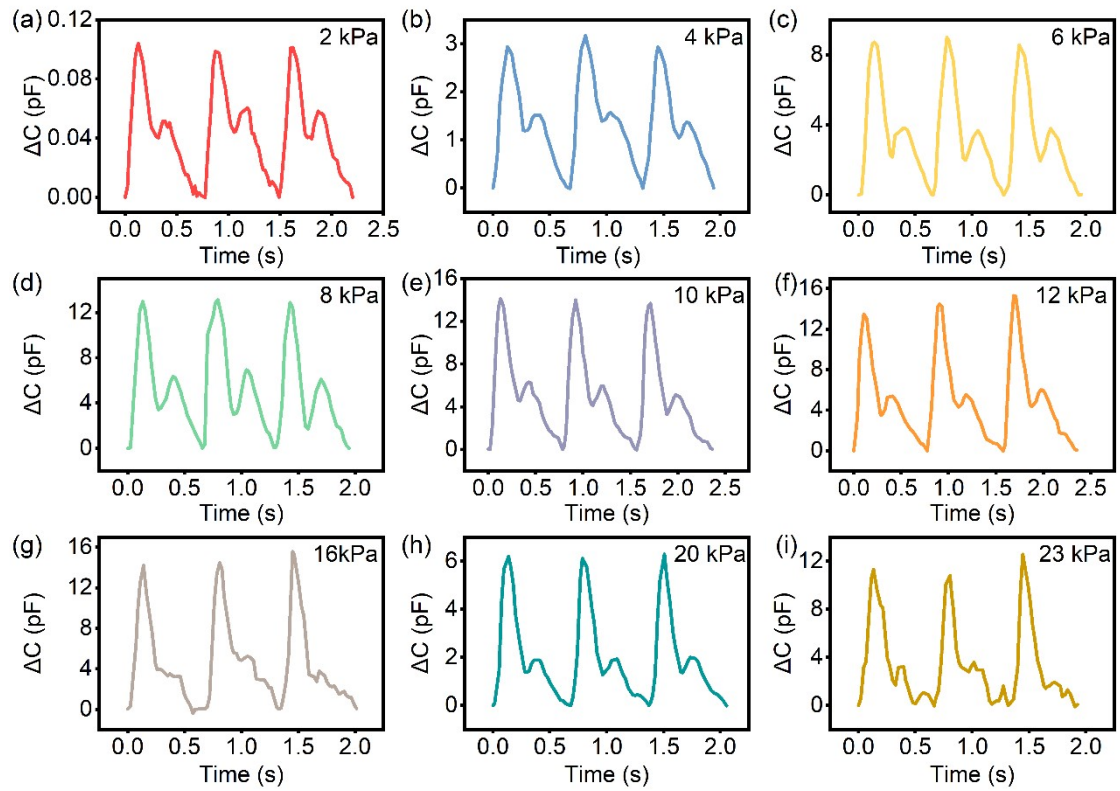 (a)
2 kPa
0.12
0.08
0.04
0.00
ΔC (pF)
0.0 0.5 1.0 1.5 2.0 2.5
Time (s)
(b)
4 kPa
3
2
1
0
ΔC (pF)
0.0 0.5 1.0 1.5 2.0
Time (s)
(c)
6 kPa
8
4
0
ΔC (pF)
0.0 0.5 1.0 1.5 2.0
Time (s)
(d)
8 kPa
12
8
4
0
ΔC (pF)
0.0 0.5 1.0 1.5 2.0
Time (s)
(e)
10 kPa
16
12
8
4
0
ΔC (pF)
0.0 0.5 1.0 1.5 2.0 2.5
Time (s)
(f)
12 kPa
16
12
8
4
0
ΔC (pF)
0.0 0.5 1.0 1.5 2.0 2.5
Time (s)
(g)
16kPa
16
12
8
4
0
ΔC (pF)
0.0 0.5 1.0 1.5 2.0
Time (s)
(h)
20 kPa
6
4
2
0
ΔC (pF)
0.0 0.5 1.0 1.5 2.0
Time (s)
(i)
23 kPa
12
8
4
0
ΔC (pF)
0.0 0.5 1.0 1.5 2.0
Time (s)